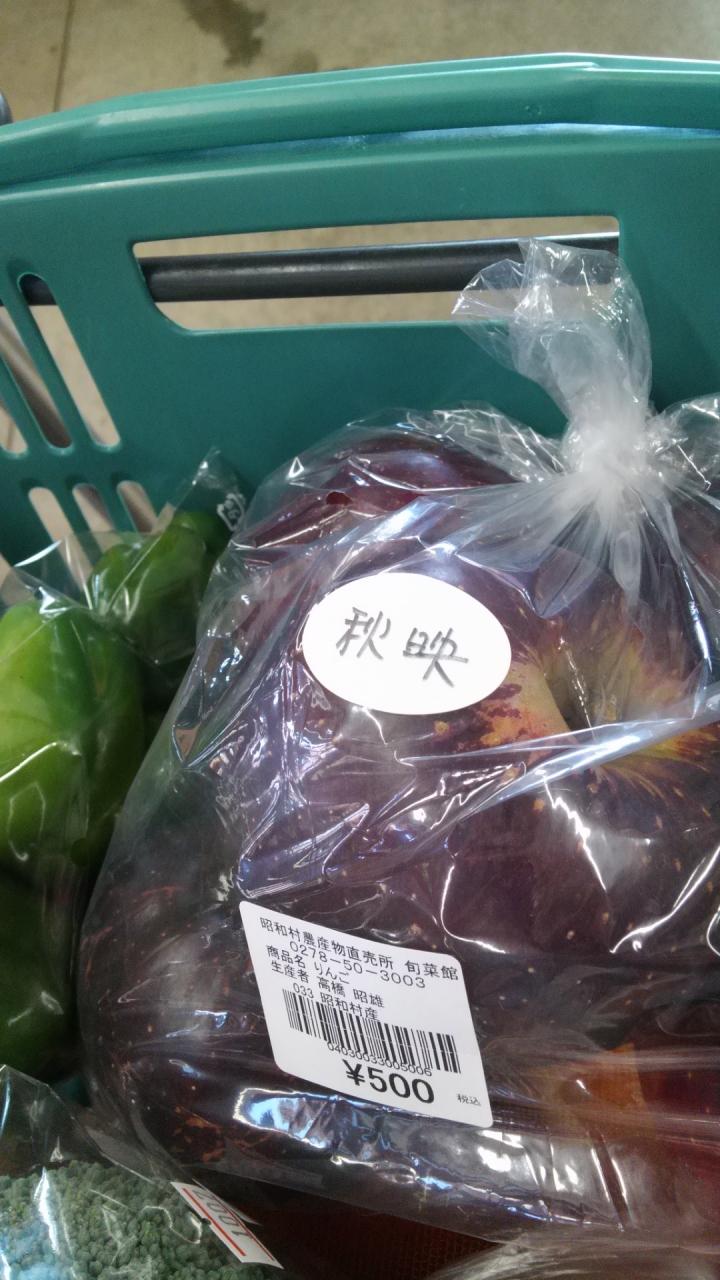 秋映
昭和村農産物直売所 旬菜館
0278-50-3003
商品名 りんご
生産者 高橋 昭雄
033 昭和村産
04030033005006
¥500 税込